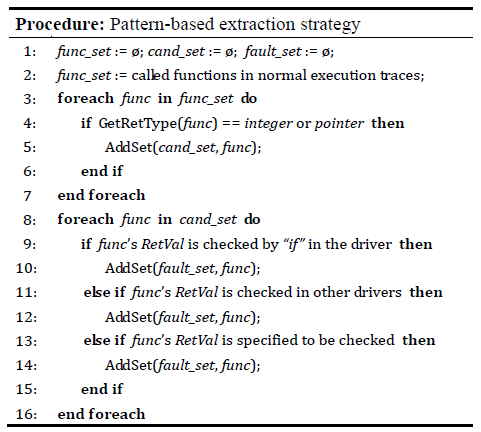 Procedure: Pattern-based extraction strategy
1: func_set := ø; cand_set := ø; fault_set := ø;
2: func_set := called functions in normal execution traces;
3: foreach func in func_set do
4: if GetRetType(func) == integer or pointer then
5: AddSet(cand_set, func);
6: end if
7 end foreach
8: foreach func in cand_set do
9: if func's RetVal is checked by “if” in the driver then
10: AddSet(fault_set, func);
11: else if func's RetVal is checked in other drivers then
12: AddSet(fault_set, func);
13: else if func's RetVal is specified to be checked then
14: AddSet(fault_set, func);
15: end if
16: end foreach